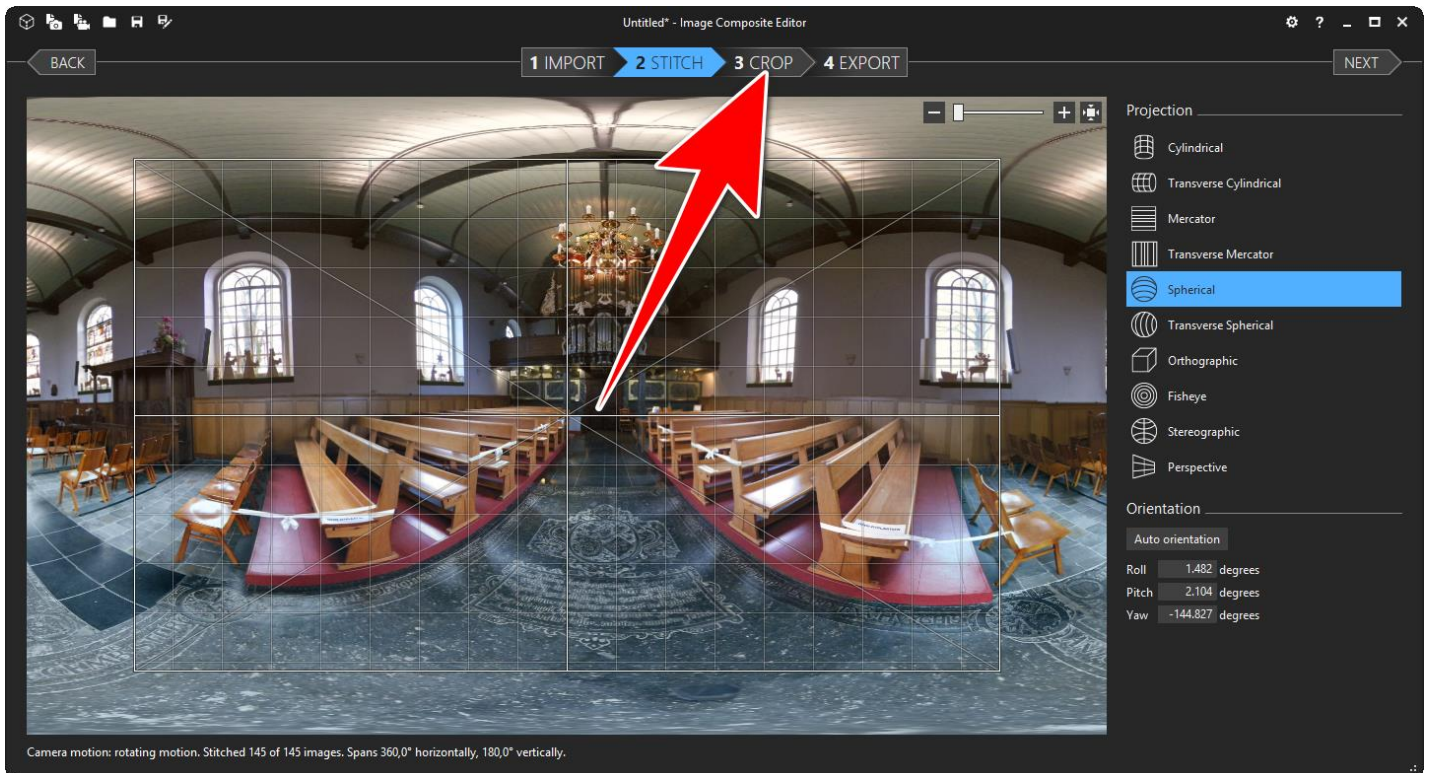 Untitled* - Image Composite Editor
?
BACK
1 IMPORT
2 STITCH
3 CROP
4 EXPORT
NEXT
Projection
Cylindrical
Transverse Cylindrical
Mercator
Transverse Mercator
Spherical
Transverse Spherical
Orthographic
Fisheye
Stereographic
Perspective
Orientation
Auto orientation
Roll 1.482 degrees
Pitch 2.104 degrees
Yaw -144.827 degrees
Camera motion: rotating motion. Stitched 145 of 145 images. Spans 360,0° horizontally, 180,0° vertically.